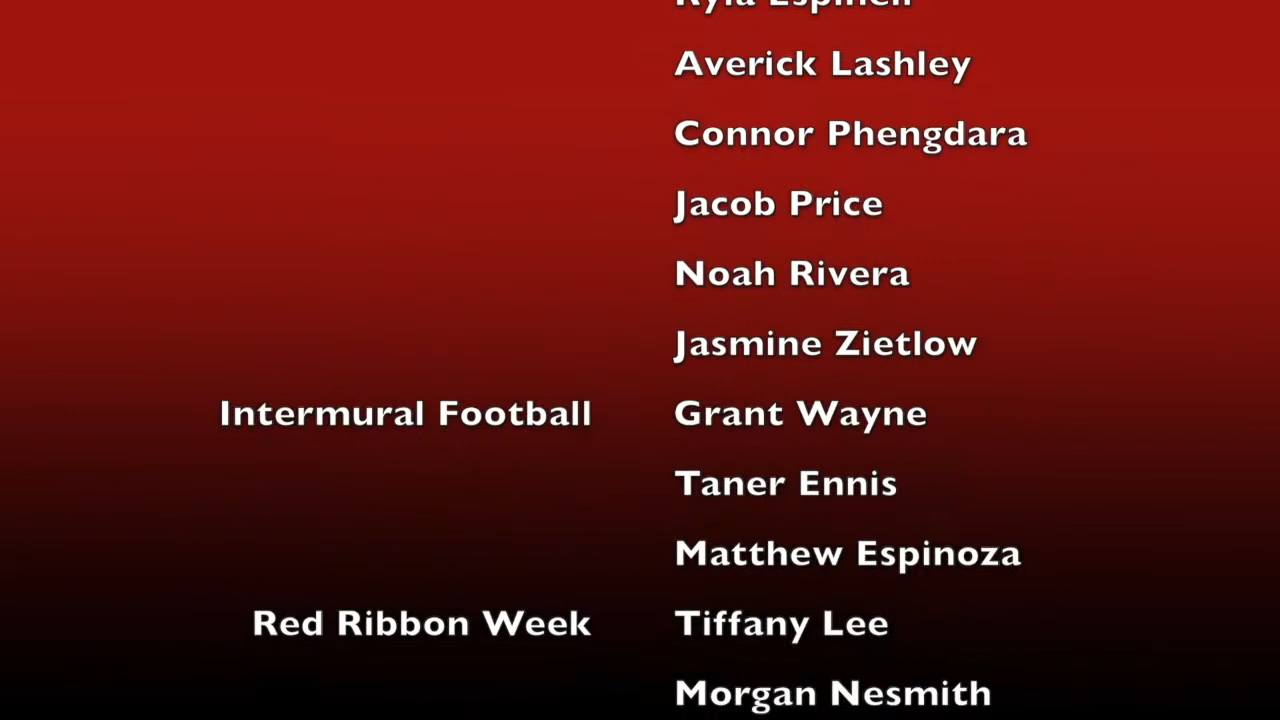 Averick Lashley
Connor Phengdara
Jacob Price
Noah Rivera
Jasmine Zietlow
Intermural Football Grant Wayne
Taner Ennis
Matthew Espinoza
Red Ribbon Week Tiffany Lee
Morgan Nesmith